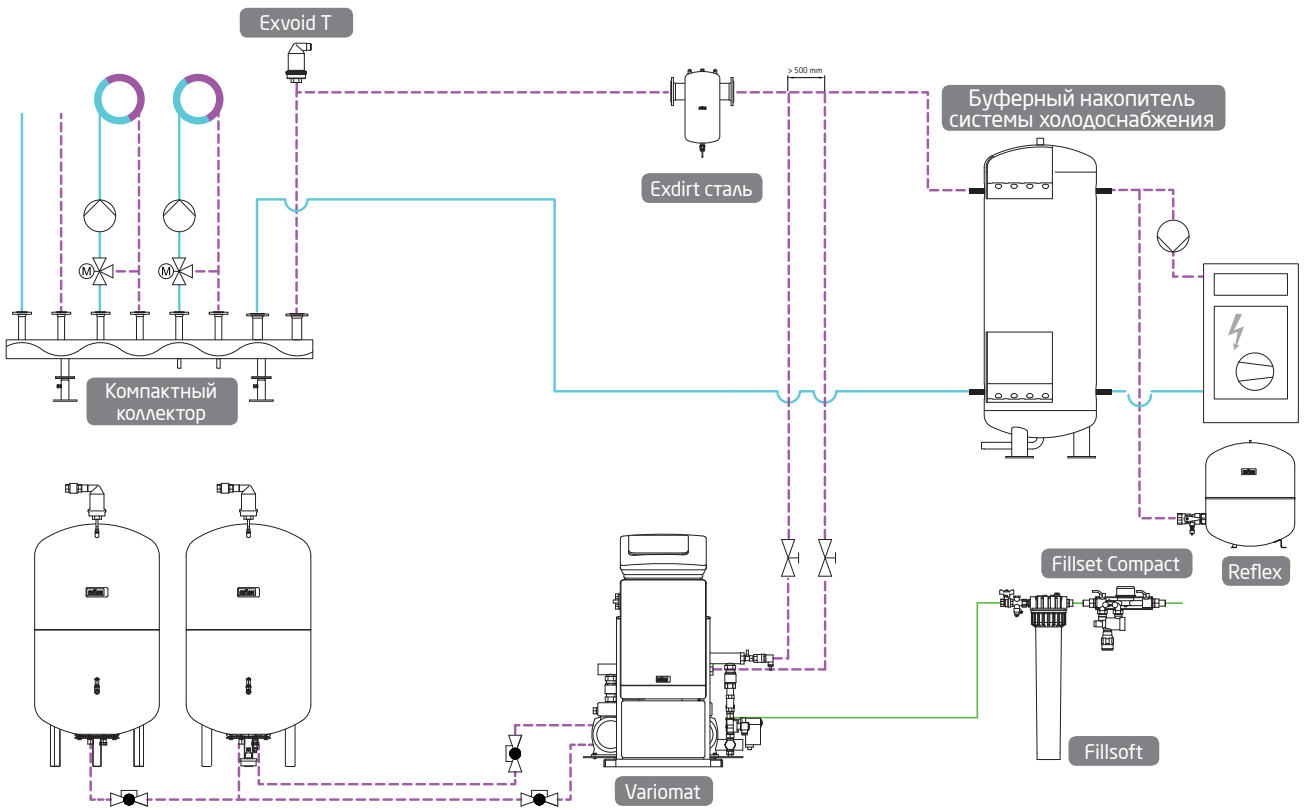 Exvoid T
> 500 mm
Буферный накопитель
системы холодоснабжения
Exdirt сталь
M
M
Компактный
коллектор
Fillset Compact
Reflex
Fillsoft
Variomat